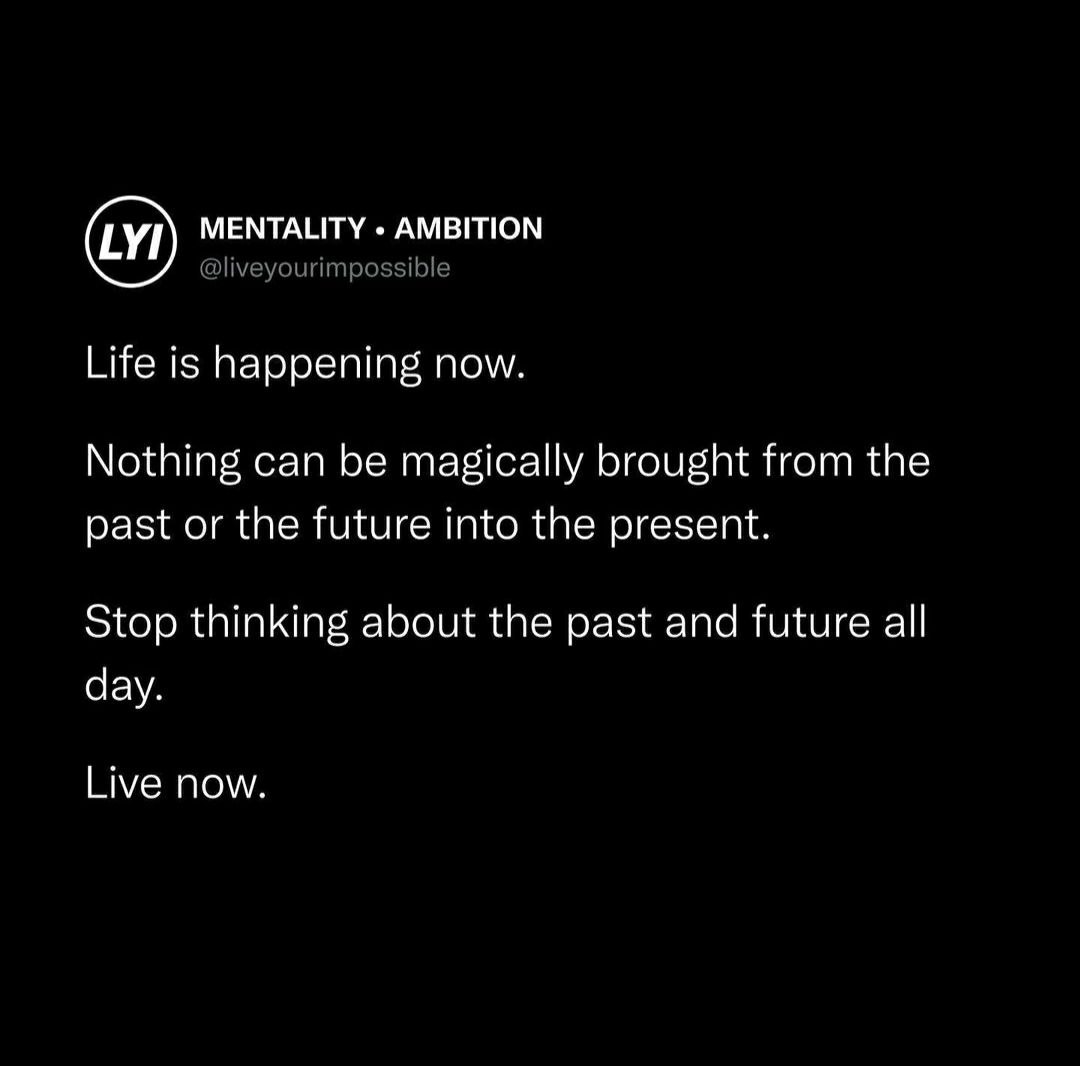 LYI
MENTALITY • AMBITION
@liveyourimpossible
Life is happening now.
Nothing can be magically brought from the
past or the future into the present.
Stop thinking about the past and future all
day.
Live now.